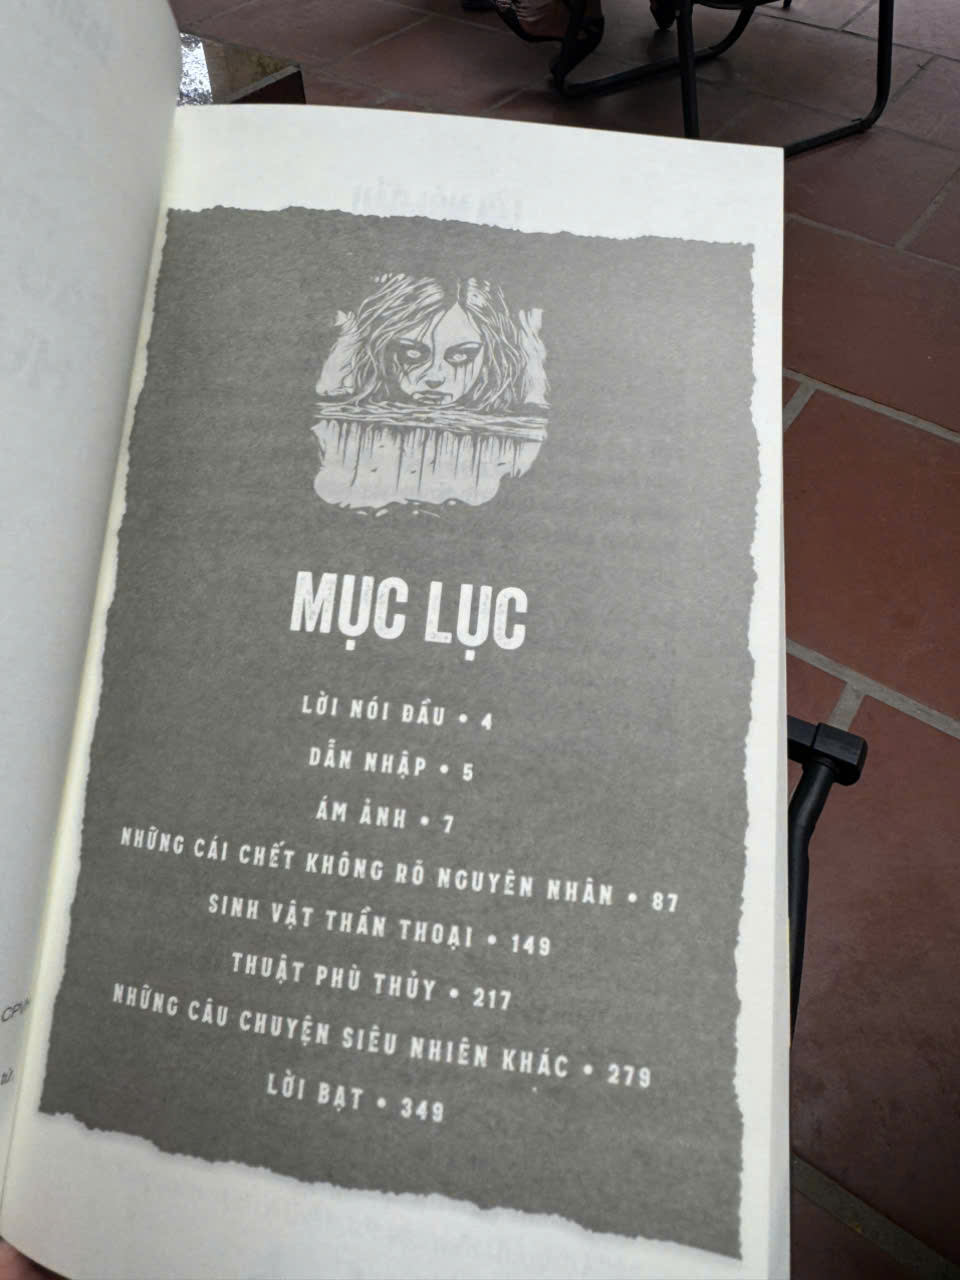 MỤC LỤC
LỜI NÓI ĐẦU • 4
DẪN NHẬP • 5
ÁM ẢNH • 7
NHỮNG CÁI CHẾT KHÔNG RÕ NGUYÊN NHÂN • 87
SINH VẬT THẦN THOẠI • 149
THUẬT PHÙ THỦY • 217
NHỮNG CÂU CHUYỆN SIÊU NHIÊN KHÁC • 279
LỜI BẠT • 349